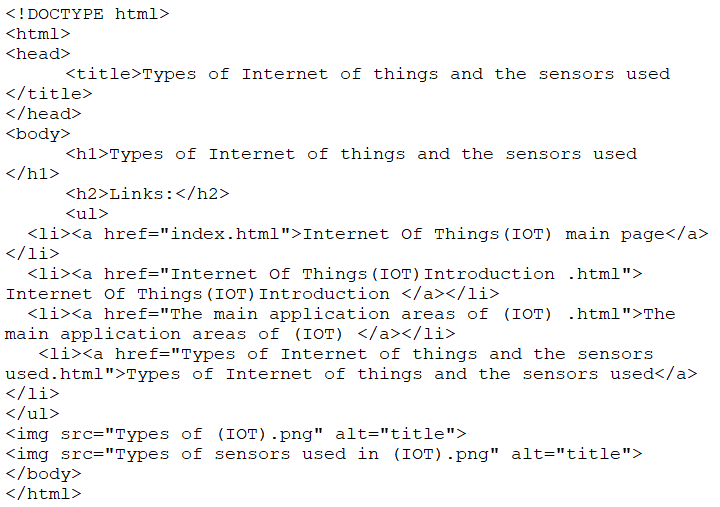 <!DOCTYPE html>
<html>
<head>
<title>Types of Internet of things and the sensors used
</title>
</head>
<body>
<h1>Types of Internet of things and the sensors used
</h1>
<h2>Links:</h2>
<ul>
<li><a href="index.html">Internet Of Things(IOT) main page</a>
</li>
<li><a href="Internet Of Things(IOT)Introduction .html">
Internet Of Things(IOT)Introduction </a></li>
<li><a href="The main application areas of (IOT) .html">The
main application areas of (IOT) </a></li>
<li><a href="Types of Internet of things and the sensors
used.html">Types of Internet of things and the sensors used</a>
</li>
</ul>
<img src="Types of (IOT).png" alt="title">
<img src="Types of sensors used in (IOT).png" alt="title">
</body>
</html>